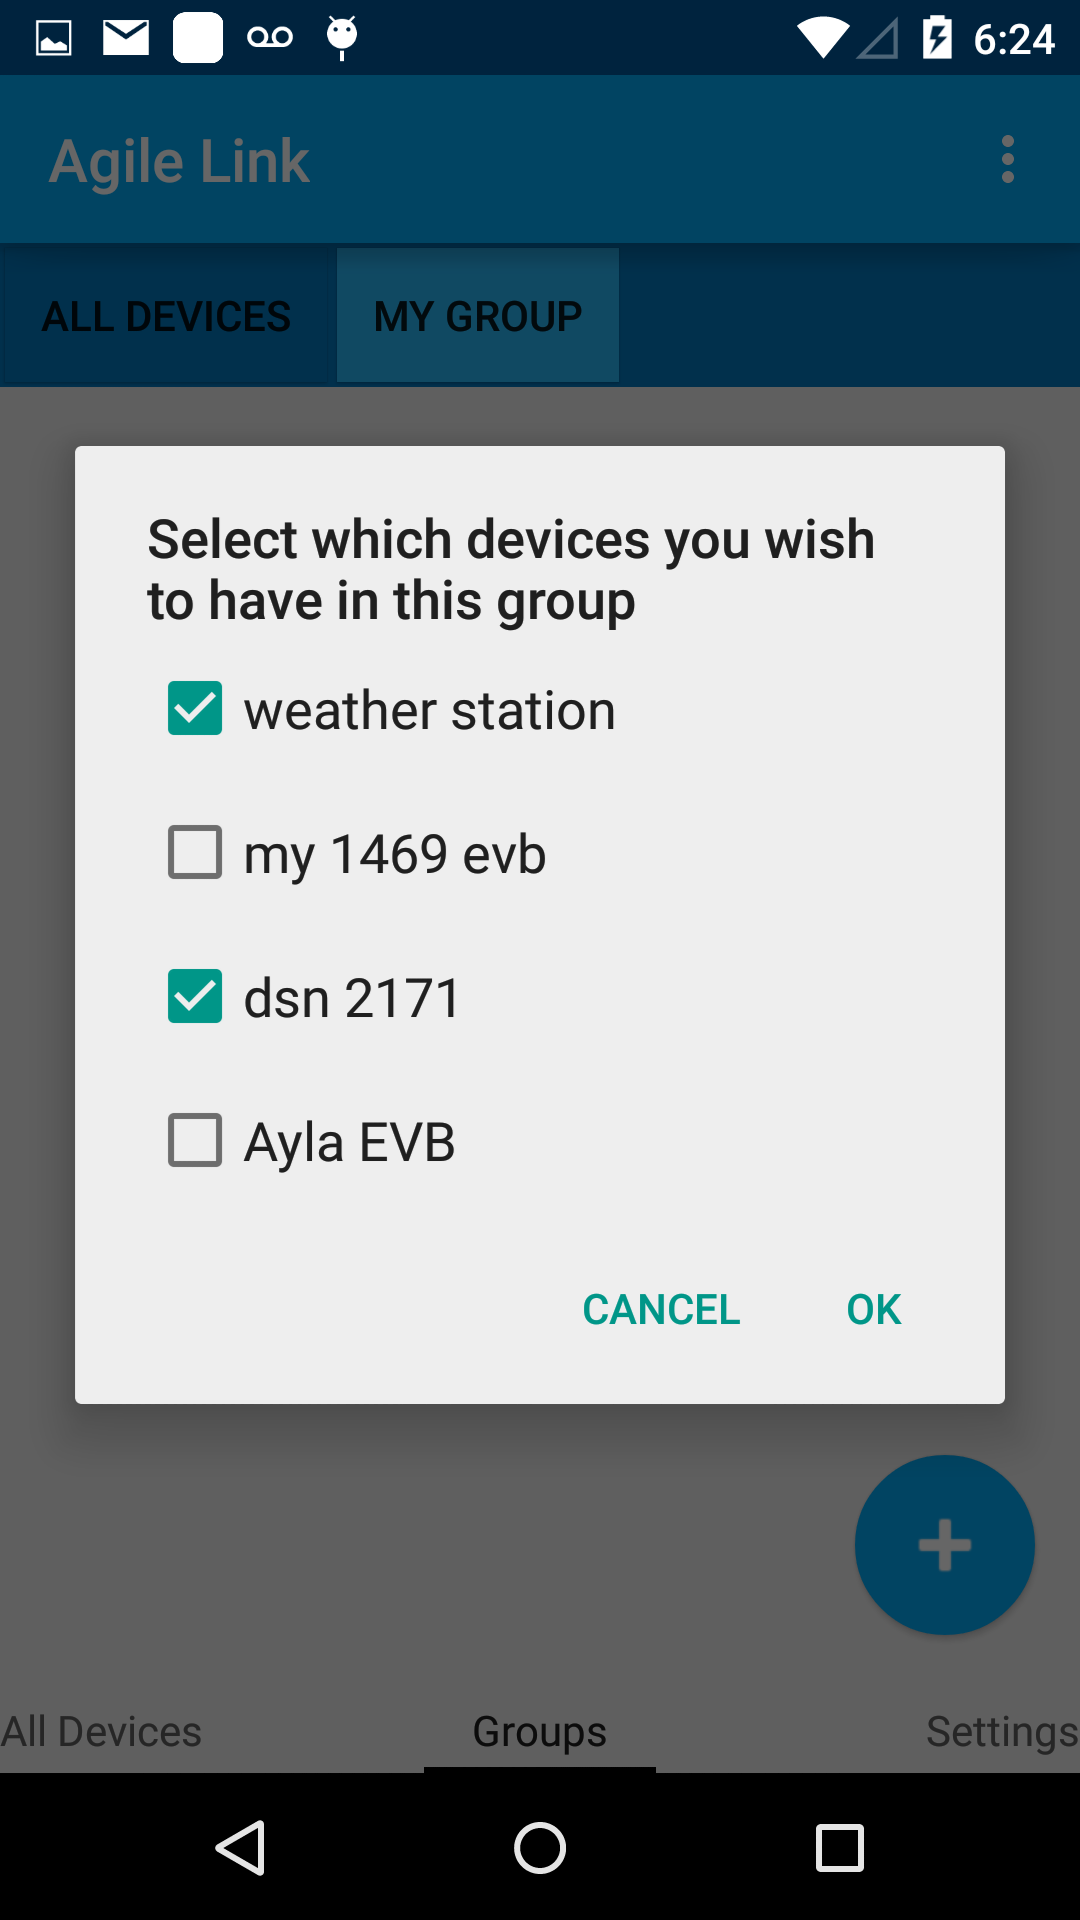 6:24
Agile Link
ALL DEVICES MY GROUP
Select which devices you wish
to have in this group
weather station
my 1469 evb
dsn 2171
Ayla EVB
CANCEL OK
All Devices Groups Settings